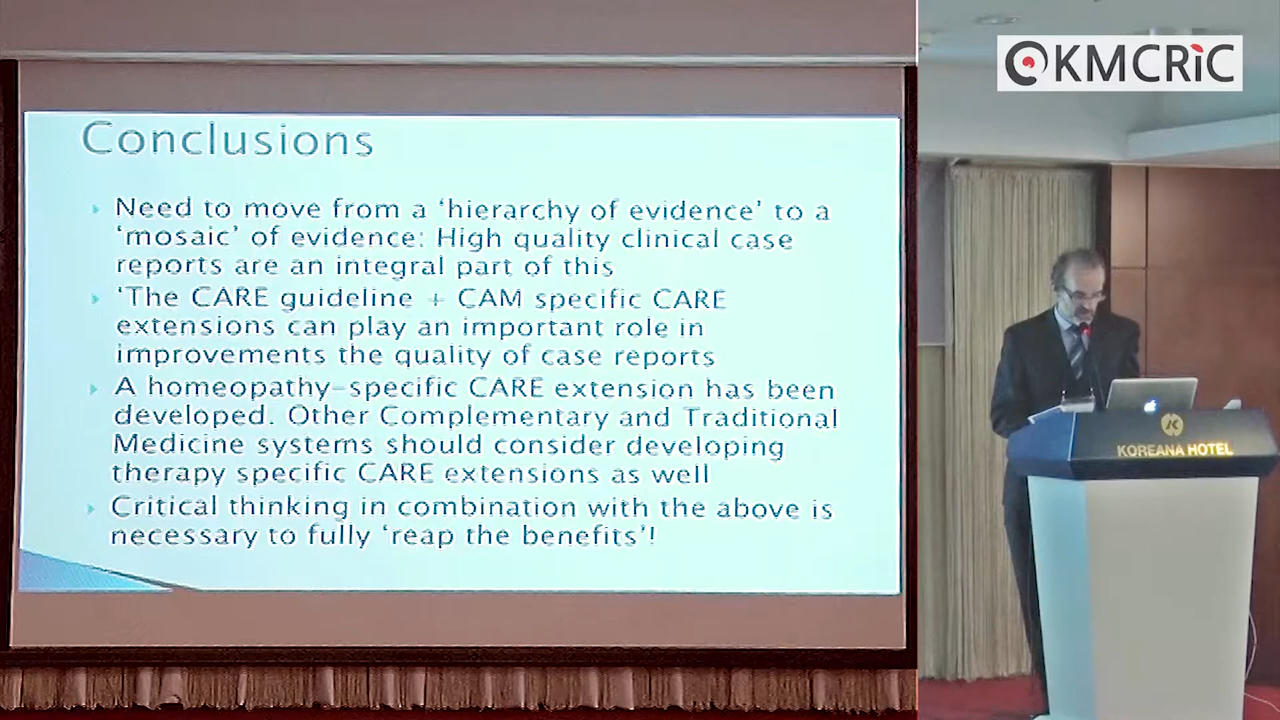 KMCRiC
Conclusions
Need to move from a ‘hierarchy of evidence’ to a
‘mosaic’ of evidence: High quality clinical case
reports are an integral part of this
‘The CARE guideline + CAM specific CARE
extensions can play an important role in
improvements the quality of case reports
A homeopathy-specific CARE extension has been
developed. Other Complementary and Traditional
Medicine systems should consider developing
therapy specific CARE extensions as well
Critical thinking in combination with the above is
necessary to fully ‘reap the benefits’!
K
KOREANA HOTEL